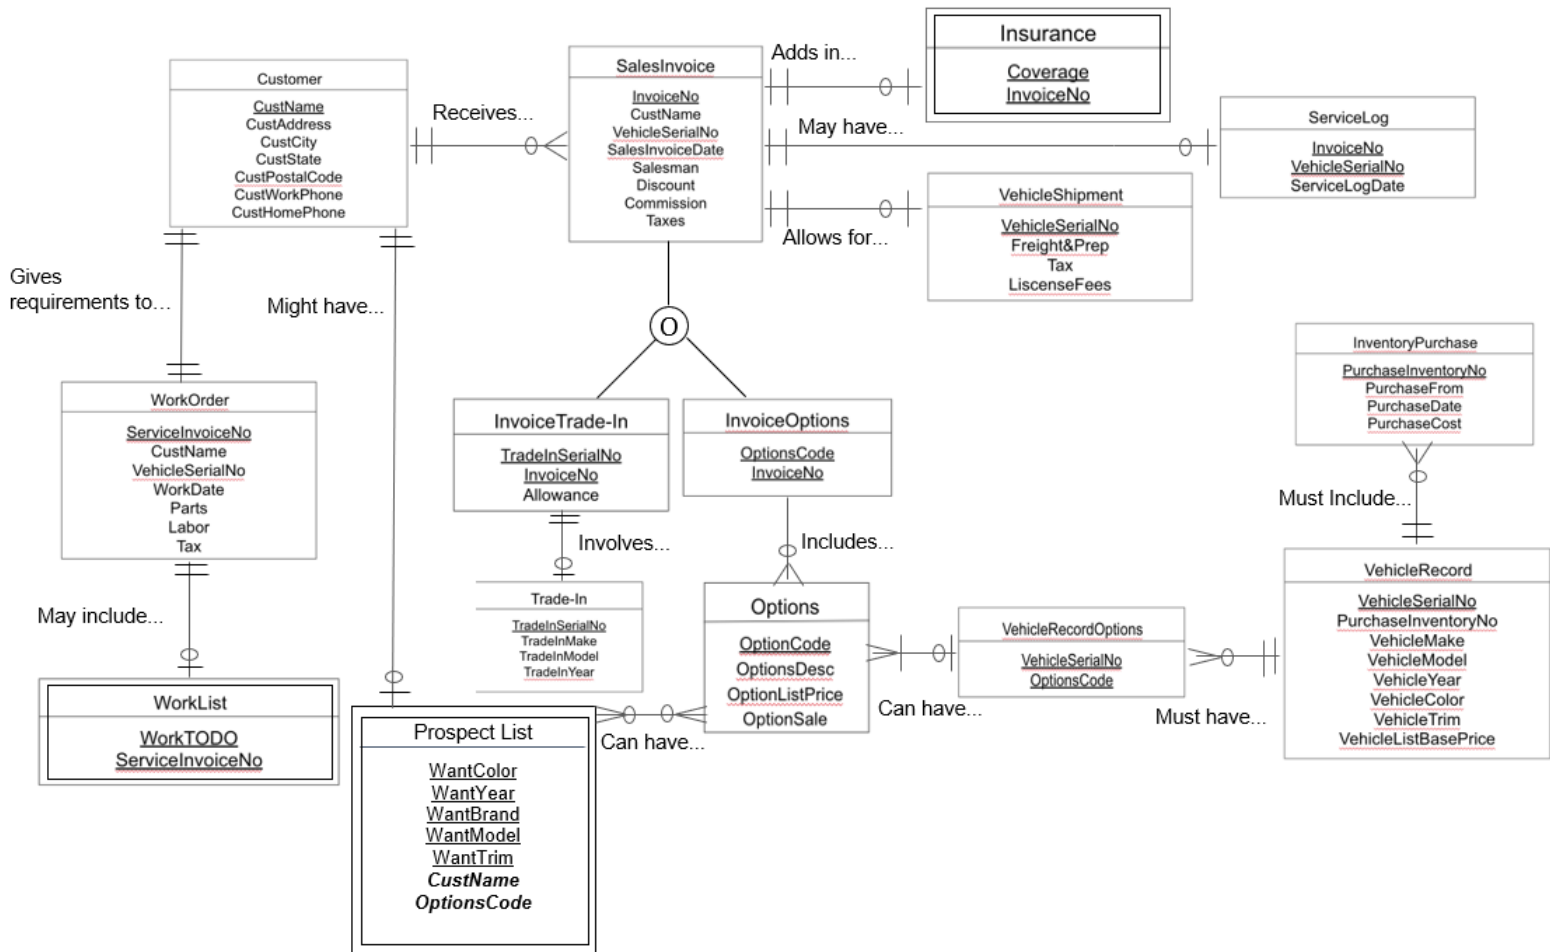 Customer
CustName
CustAddress
CustCity
CustState
CustPostalCode
CustWorkPhone
CustHomePhone
Receives...
SalesInvoice
InvoiceNo
CustName
VehicleSerialNo
SalesInvoiceDate
Salesman
Discount
Commission
Taxes
Adds in...
Insurance
Coverage
InvoiceNo
May have...
ServiceLog
InvoiceNo
VehicleSerialNo
ServiceLogDate
Allows for...
VehicleShipment
VehicleSerialNo
Freight&Prep
Tax
LiscenseFees
Gives
requirements to...
Might have...
O
WorkOrder
ServiceInvoiceNo
CustName
VehicleSerialNo
WorkDate
Parts
Labor
Tax
InvoiceTrade-In
TradeInSerialNo
InvoiceNo
Allowance
InvoiceOptions
OptionsCode
InvoiceNo
InventoryPurchase
PurchaseInventoryNo
PurchaseFrom
PurchaseDate
PurchaseCost
Must Include...
Involves...
Includes...
May include...
Trade-In
TradeInSerialNo
TradeInMake
TradeInModel
TradeInYear
Options
OptionCode
OptionsDesc
OptionListPrice
OptionSale
VehicleRecordOptions
VehicleSerialNo
OptionsCode
VehicleRecord
VehicleSerialNo
PurchaseInventoryNo
VehicleMake
VehicleModel
VehicleYear
VehicleColor
VehicleTrim
VehicleListBasePrice
Can have...
Must have...
WorkList
WorkTODO
ServiceInvoiceNo
Prospect List
WantColor
WantYear
WantBrand
WantModel
WantTrim
CustName
OptionsCode
Can have...